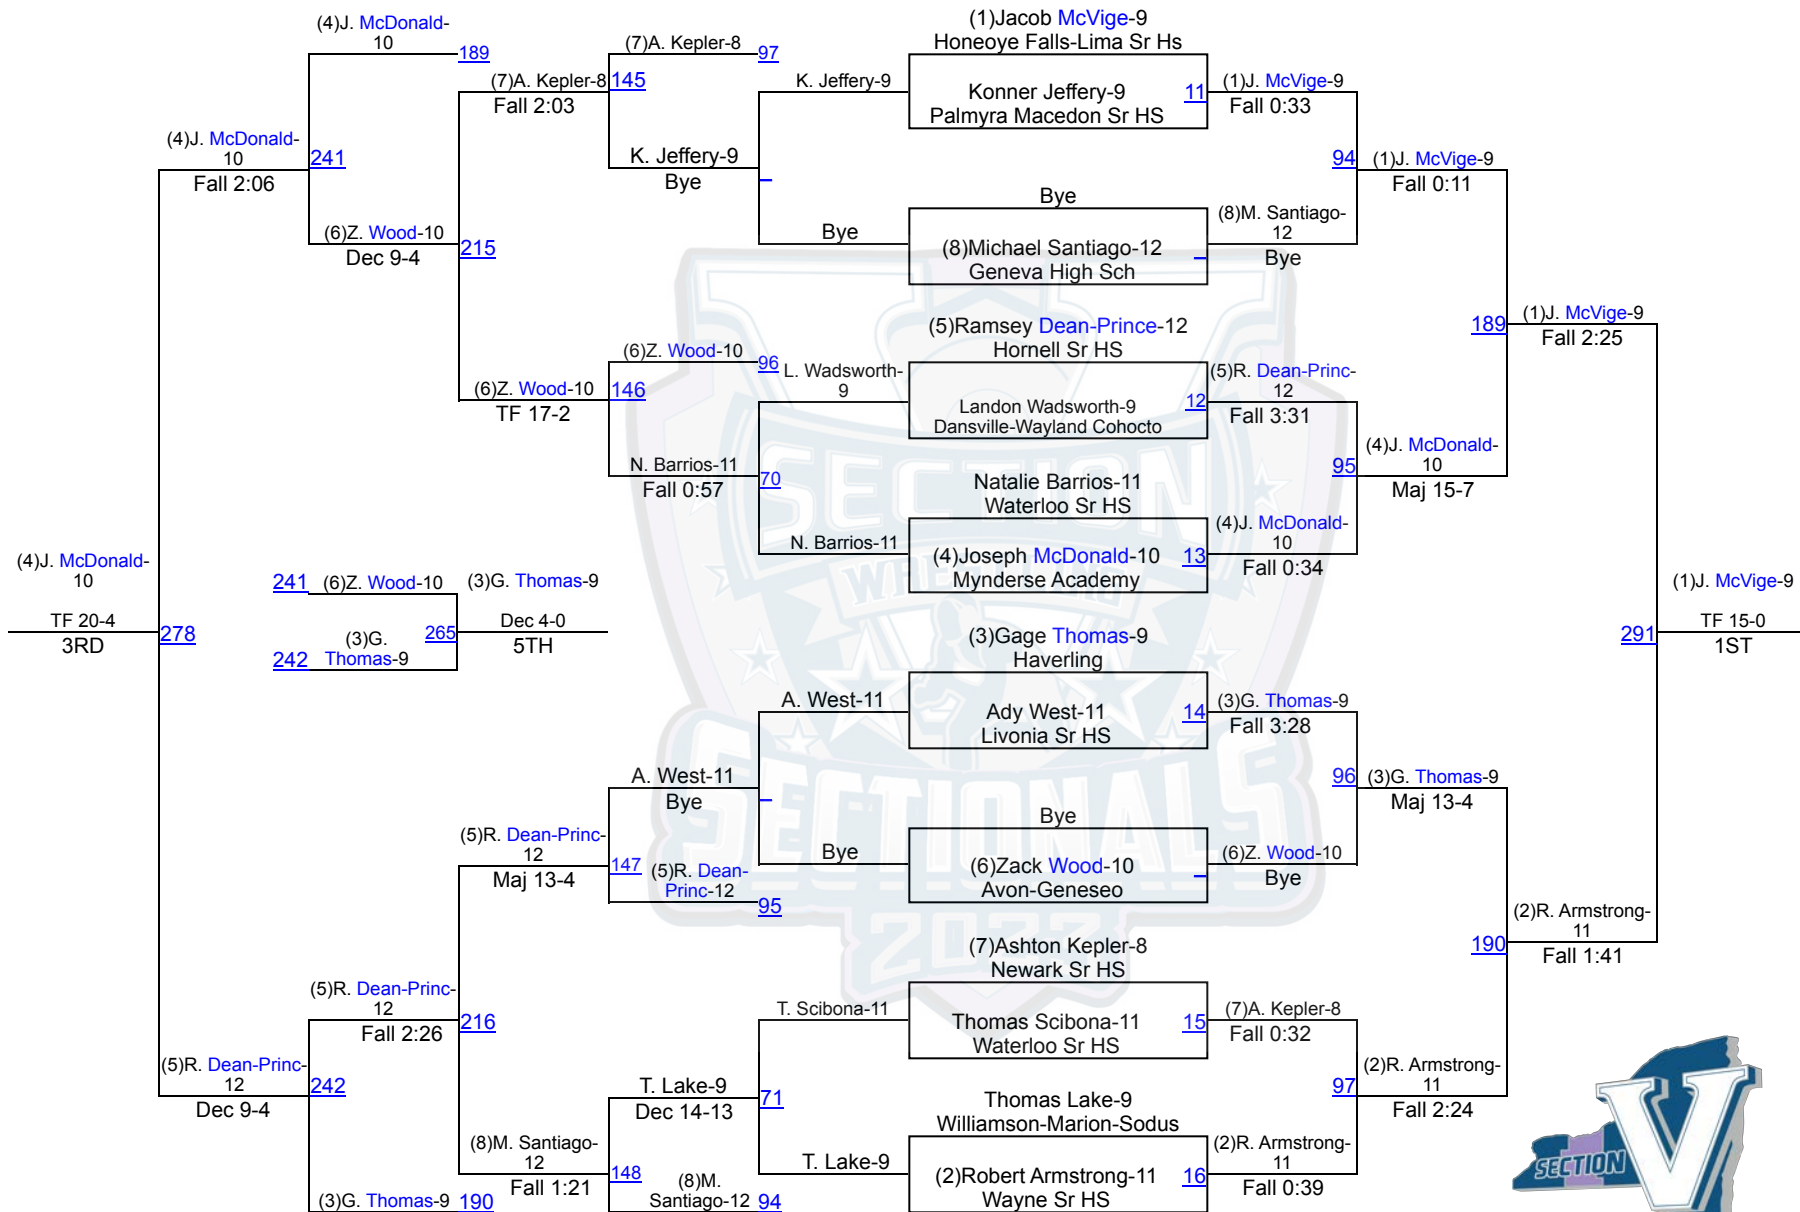 (4)J. McDonald-
10
189
(7)A. Kepler-8
97
(1)Jacob McVige-9
Honeoye Falls-Lima Sr Hs
(7)A. Kepler-8
145
Fall 2:03
K. Jeffery-9
Konner Jeffery-9
11
Palmyra Macedon Sr HS
(1)J. McVige-9
Fall 0:33
(4)J. McDonald-
10
241
Fall 2:06
K. Jeffery-9
Bye
94
(1)J. McVige-9
Fall 0:11
(6)Z. Wood-10
215
Dec 9-4
Bye
Bye
(8)Michael Santiago-12
Geneva High Sch
(8)M. Santiago-
12
Bye
(5)Ramsey Dean-Prince-12
Hornell Sr HS
189
(1)J. McVige-9
Fall 2:25
(6)Z. Wood-10
96
(6)Z. Wood-10
146
TF 17-2
L. Wadsworth-
9
Landon Wadsworth-9
12
Dansville-Wayland Cohocto
(5)R. Dean-Princ-
12
Fall 3:31
N. Barrios-11
70
Fall 0:57
Natalie Barrios-11
Waterloo Sr HS
95
(4)J. McDonald-
10
Maj 15-7
N. Barrios-11
(4)Joseph McDonald-10
13
Mynderse Academy
(4)J. McDonald-
10
Fall 0:34
(4)J. McDonald-
10
TF 20-4
3RD
278
241
(6)Z. Wood-10
(3)G. Thomas-9
265
Dec 4-0
5TH
242
(3)G.
Thomas-9
(3)Gage Thomas-9
Haverling
291
(1)J. McVige-9
TF 15-0
1ST
A. West-11
Ady West-11
14
Livonia Sr HS
(3)G. Thomas-9
Fall 3:28
A. West-11
Bye
96
(3)G. Thomas-9
Maj 13-4
(5)R. Dean-Princ-
12
147
Maj 13-4
(5)R. Dean-
Princ-12
95
Bye
Bye
(6)Zack Wood-10
Avon-Geneseo
(6)Z. Wood-10
Bye
(7)Ashton Kepler-8
Newark Sr HS
190
(2)R. Armstrong-
11
Fall 1:41
(5)R. Dean-Princ-
12
216
Fall 2:26
T. Scibona-11
Thomas Scibona-11
15
Waterloo Sr HS
(7)A. Kepler-8
Fall 0:32
(5)R. Dean-Princ-
12
242
Dec 9-4
T. Lake-9
71
Dec 14-13
Thomas Lake-9
Williamson-Marion-Sodus
97
(2)R. Armstrong-
11
Fall 2:24
(8)M. Santiago-
12
148
Fall 1:21
T. Lake-9
(2)Robert Armstrong-11
16
Wayne Sr HS
(2)R. Armstrong-
11
Fall 0:39
(3)G. Thomas-9
190
(8)M.
Santiago-12
94
SECTION
WRESTLING
SECTIONALS
2023
SECTION V